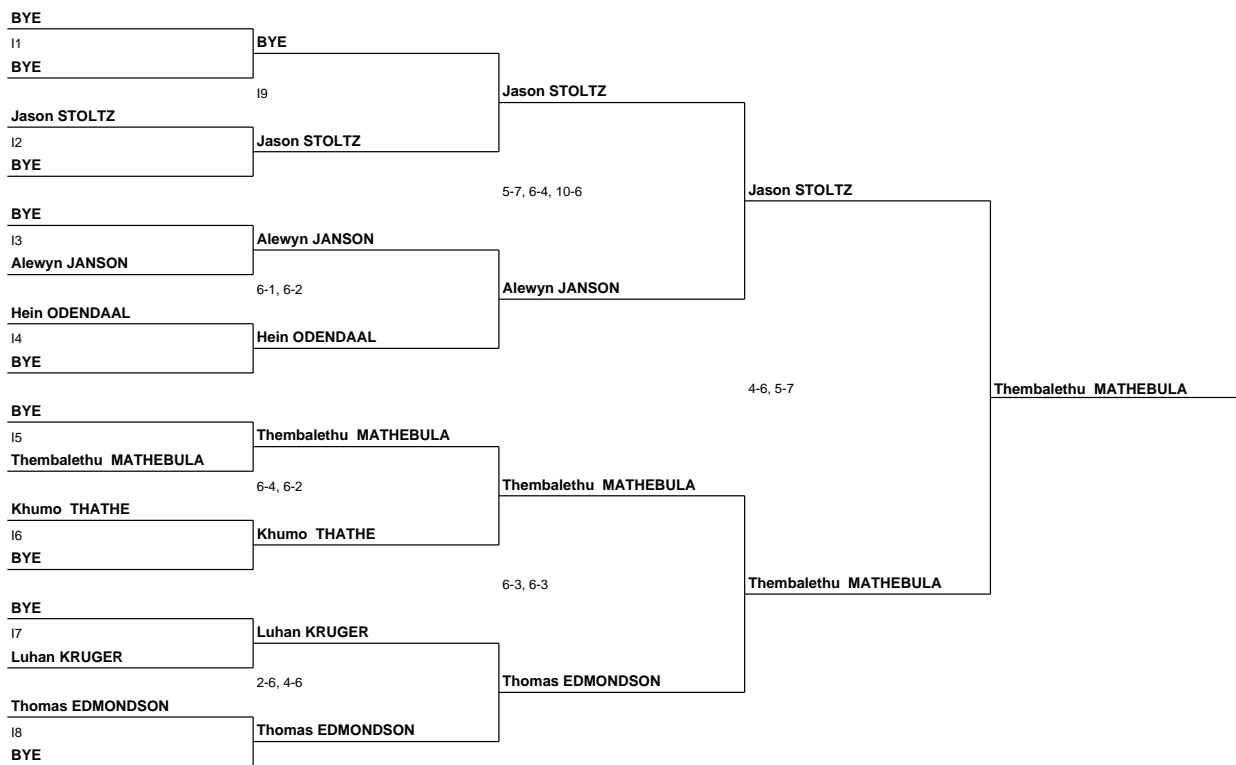 BYE
I1
BYE
BYE
I9
Jason STOLTZ
Jason STOLTZ
I2
Jason STOLTZ
BYE
5-7, 6-4, 10-6
Jason STOLTZ
BYE
I3
Alewyn JANSON
Alewyn JANSON
6-1, 6-2
Alewyn JANSON
Hein ODENDAAL
I4
Hein ODENDAAL
BYE
4-6, 5-7
Thembalethu MATHEBULA
BYE
I5
Thembalethu MATHEBULA
Thembalethu MATHEBULA
6-4, 6-2
Thembalethu MATHEBULA
Khumo THATHE
I6
Khumo THATHE
BYE
6-3, 6-3
Thembalethu MATHEBULA
BYE
I7
Luhan KRUGER
Luhan KRUGER
2-6, 4-6
Thomas EDMONDSON
Thomas EDMONDSON
I8
Thomas EDMONDSON
BYE